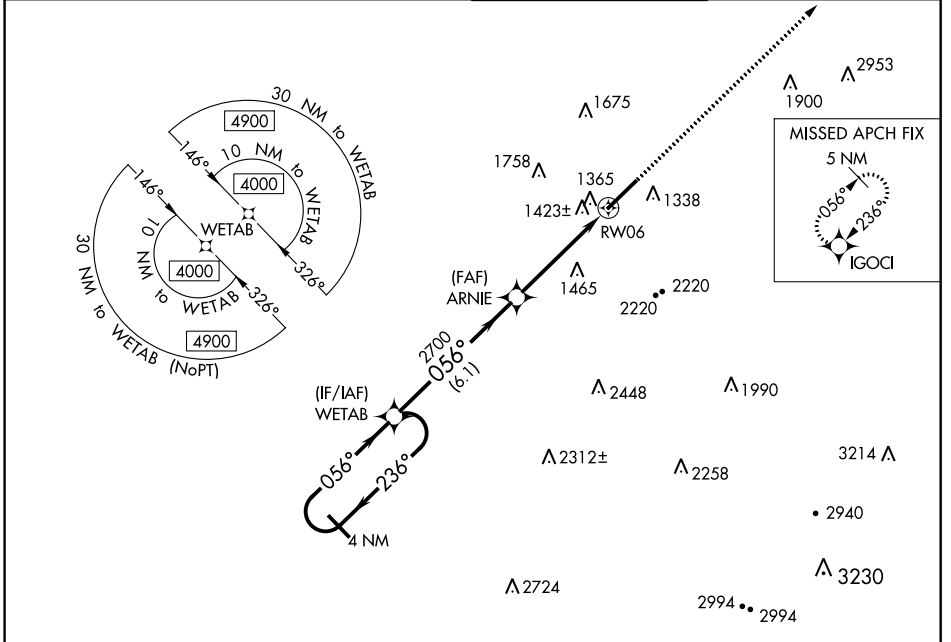 30 NM to WETAB
4900
146°
10 NM to WETAB
4000
326°
WETAB
146°
10 NM to WETAB
4000
326°
30 NM to WETAB (NoPT)
4900
1675
1900
2953
1758
1365
1423±
1338
RW06
MISSED APCH FIX
5 NM
056°
236°
IGOCI
(FAF)
ARNIE
1465
2220
2220
2700
056°
(6.1)
(IF/IAF)
WETAB
056°
236°
4 NM
2448
1990
2312±
2258
3214
2940
3230
2724
2994
2994